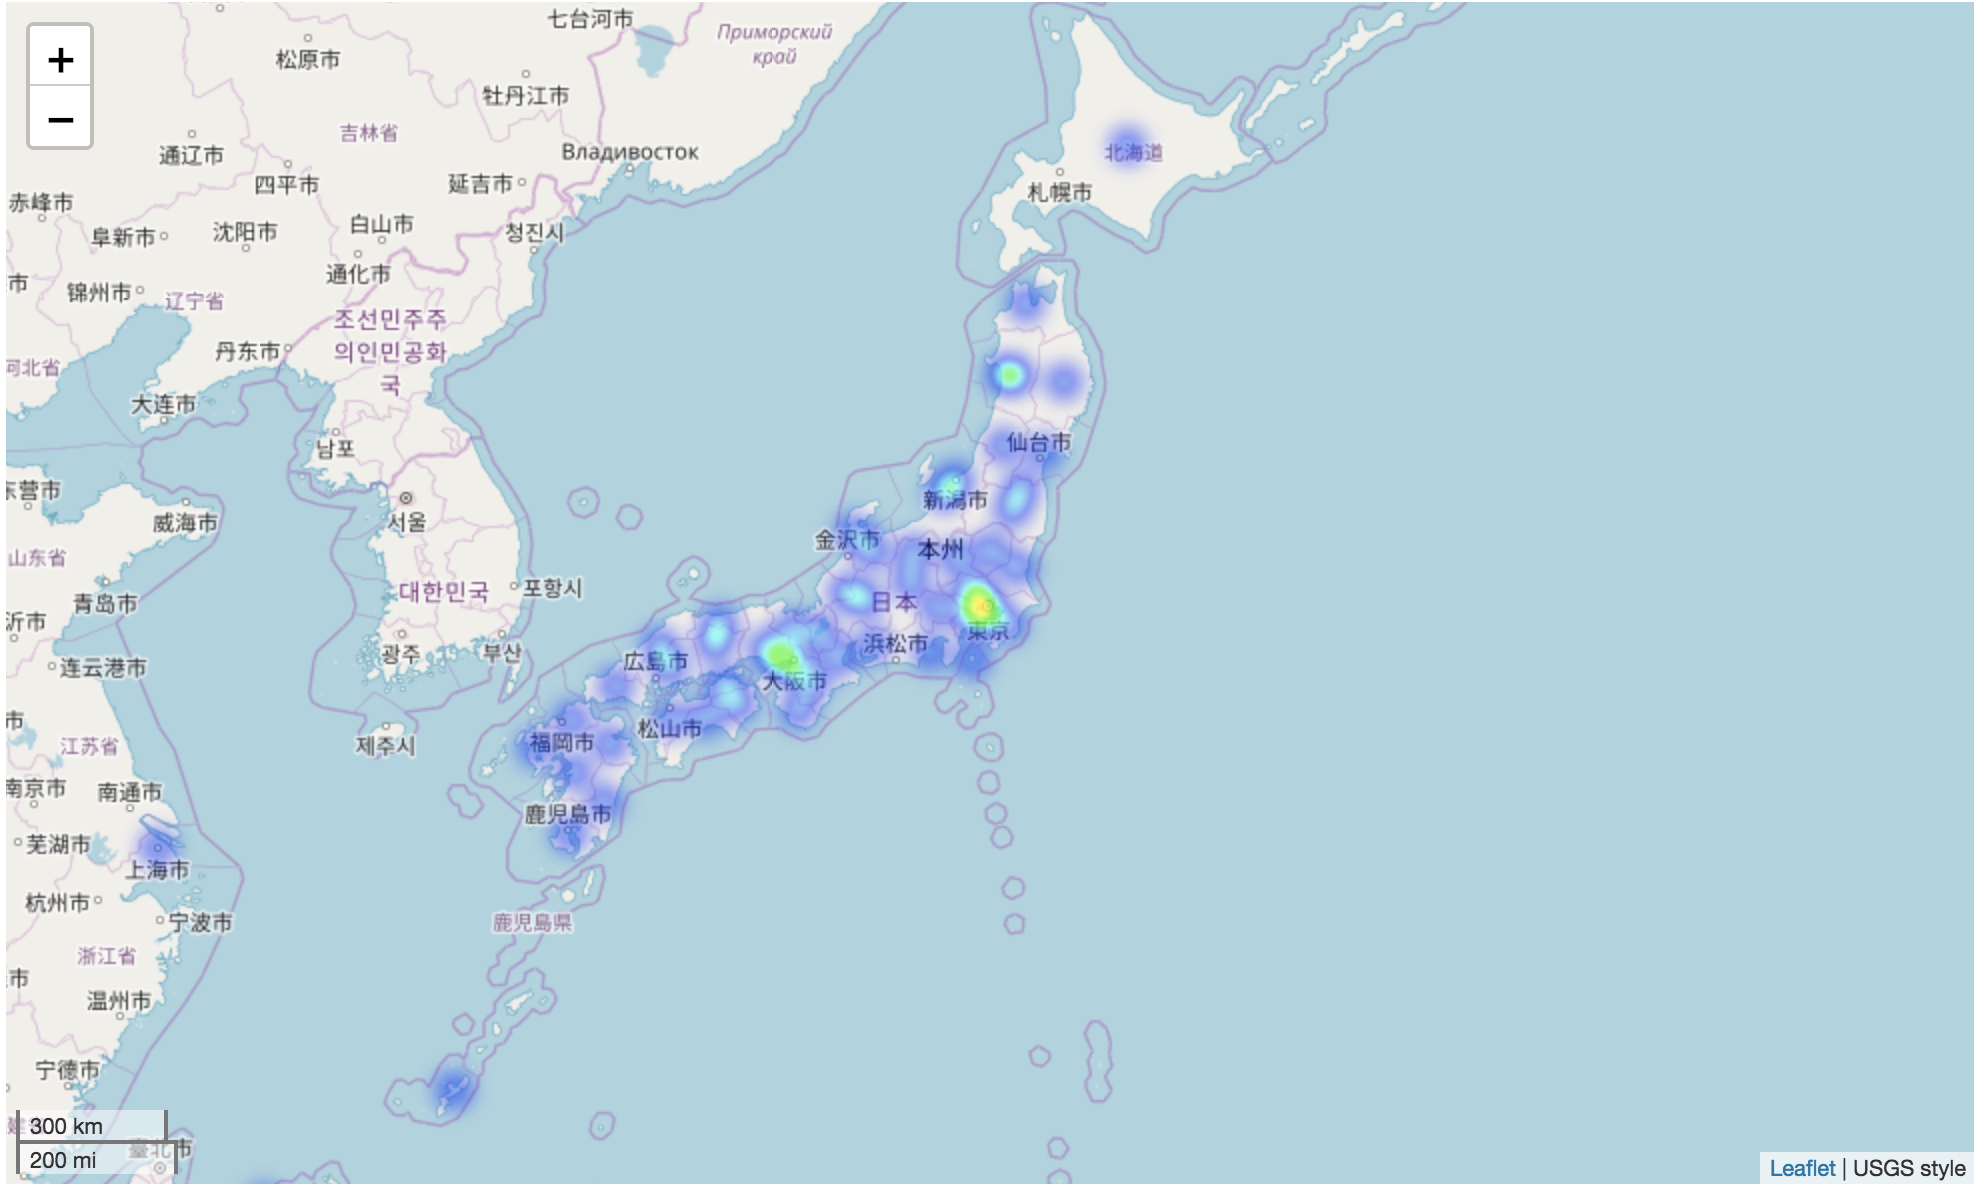 七台河市
Приморский
край
+
松原市
牡丹江市
−
吉林省
通辽市
Владивосток
北海道
四平市
延吉市
札幌市
赤峰市
白山市
阜新市
沈阳市
청진시
通化市
市
锦州市
辽宁省
조선민주주
의인민공화
국
丹东市
河北省
大连市
남포
仙台市
东营市
新潟市
威海市
서울
金沢市
本州
山东省
대한민국
포항시
青岛市
日本
沂市
東京
浜松市
광주
부산
広島市
连云港市
大阪市
市
松山市
福岡市
제주시
江苏省
南京市
南通市
鹿児島市
芜湖市
上海市
杭州市
宁波市
鹿児島県
浙江省
市
温州市
宁德市
300 km
建
臺北市
200 mi
Leaflet | USGS style